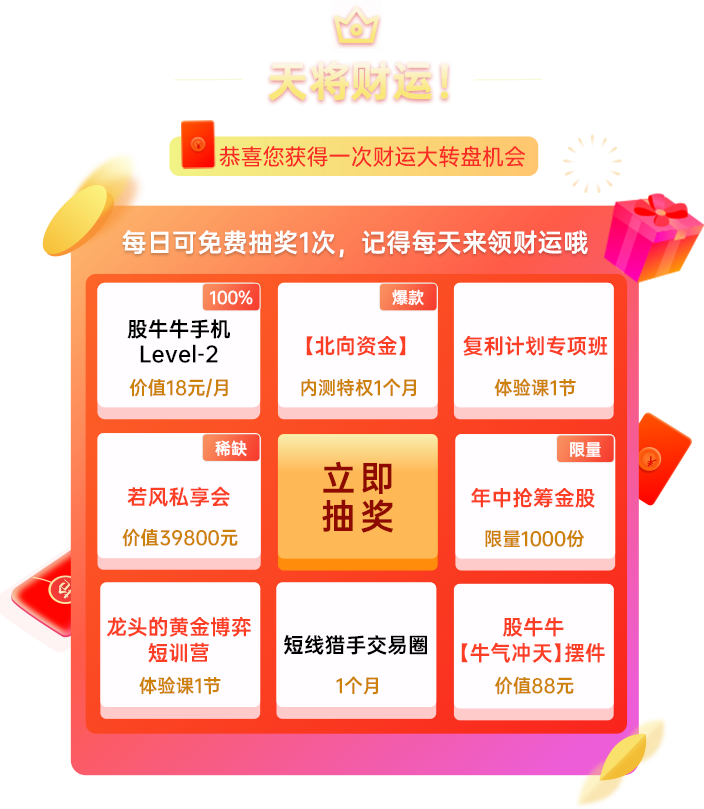 天将财运！
恭喜您获得一次财运大转盘机会
每日可免费抽奖1次，记得每天来领财运哦
100%
股牛牛手机
Level-2
价值18元/月
爆款
【北向资金】
内测特权1个月
复利计划专项班
体验课1节
稀缺
若风私享会
价值39800元
立即
抽奖
限量
年中抢筹金股
限量1000份
龙头的黄金博弈
短训营
体验课1节
短线猎手交易圈
1个月
股牛牛
【牛气冲天】摆件
价值88元